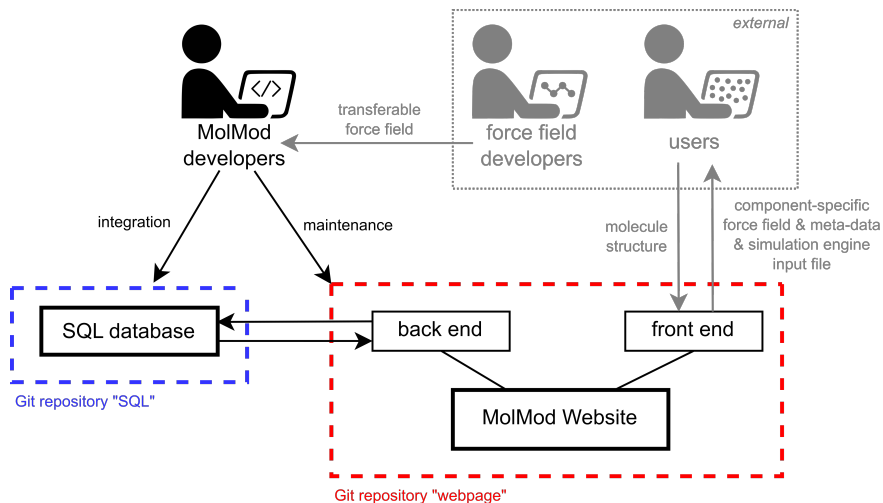 external
</>
MolMod
developers
transferable
force field
force field
developers
users
integration
maintenance
molecule
structure
component-specific
force field & meta-data
& simulation engine
input file
SQL database
back end
front end
MolMod Website
Git repository "SQL"
Git repository "webpage"